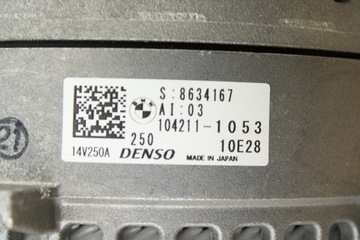 S:8634167
AI:03
104211-1053
250 10E28
14V250A DENSO MADE IN JAPAN
21